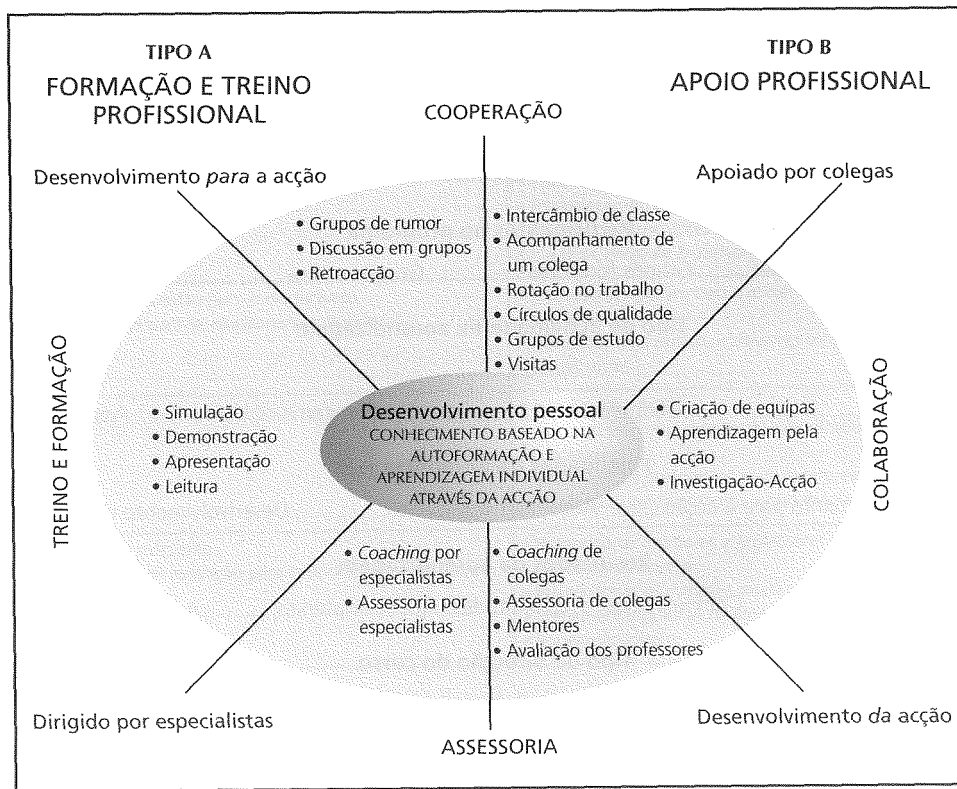 TIPO A
FORMAÇÃO E TREINO
PROFISSIONAL
TIPO B
APOIO PROFISSIONAL
COOPERAÇÃO
Desenvolvimento para a acção
Apoiado por colegas
• Grupos de rumor
• Discussão em grupos
• Retroacção
• Intercâmbio de classe
• Acompanhamento de
um colega
• Rotação no trabalho
• Círculos de qualidade
• Grupos de estudo
• Visitas
TREINO E FORMAÇÃO
• Simulação
• Demonstração
• Apresentação
• Leitura
Desenvolvimento pessoal
CONHECIMENTO BASEADO NA
AUTOFORMAÇÃO E
APRENDIZAGEM INDIVIDUAL
ATRAVÉS DA ACÇÃO
• Criação de equipas
• Aprendizagem pela
acção
• Investigação-Acção
COLABORAÇÃO
• Coaching por
especialistas
• Assessoria por
especialistas
• Coaching de
colegas
• Assessoria de colegas
• Mentores
• Avaliação dos professores
Dirigido por especialistas
Desenvolvimento da acção
ASSESSORIA